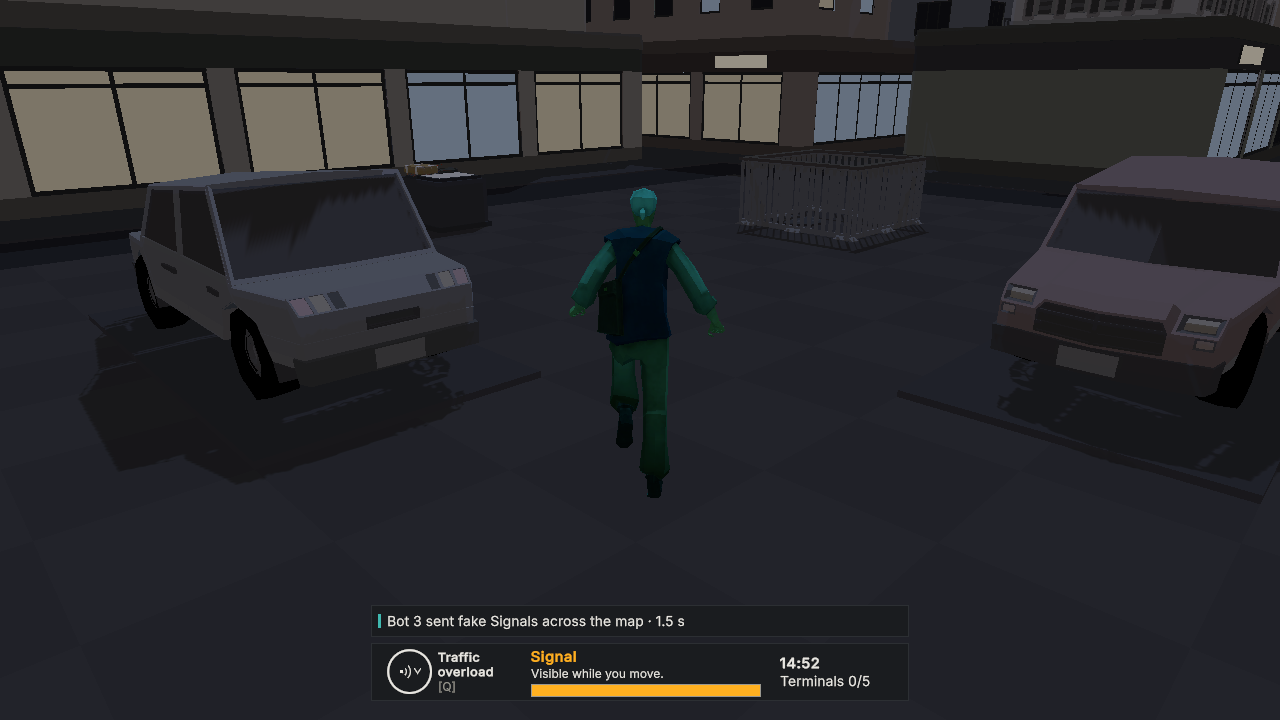 Bot 3 sent fake Signals across the map · 1.5 s
Traffic
overload
[Q]
Signal
Visible while you move.
14:52
Terminals 0/5